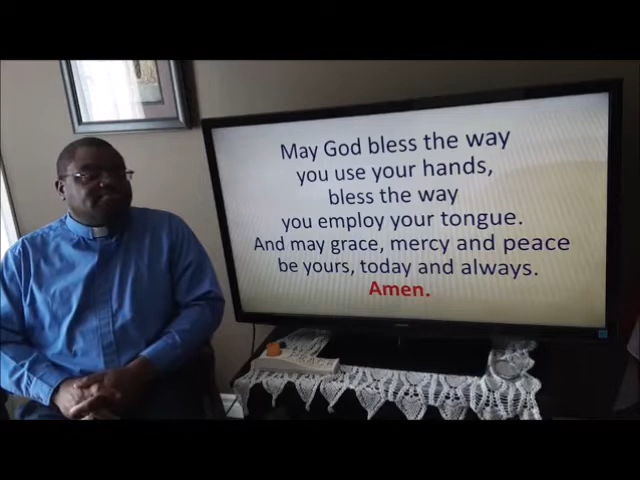 May God bless the way
you use your hands,
bless the way
you employ your tongue.
And may grace, mercy and peace
be yours, today and always.
Amen.